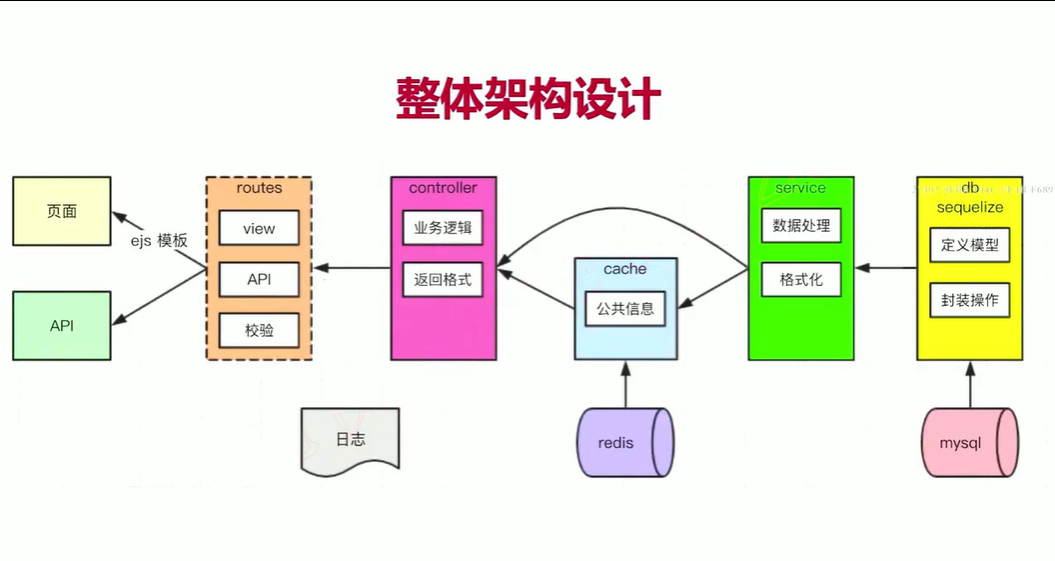 整体架构设计
页面
API
ejs 模板
routes
view
API
校验
controller
业务逻辑
返回格式
cache
公共信息
service
数据处理
格式化
db
sequelize
定义模型
封装操作
日志
redis
mysql